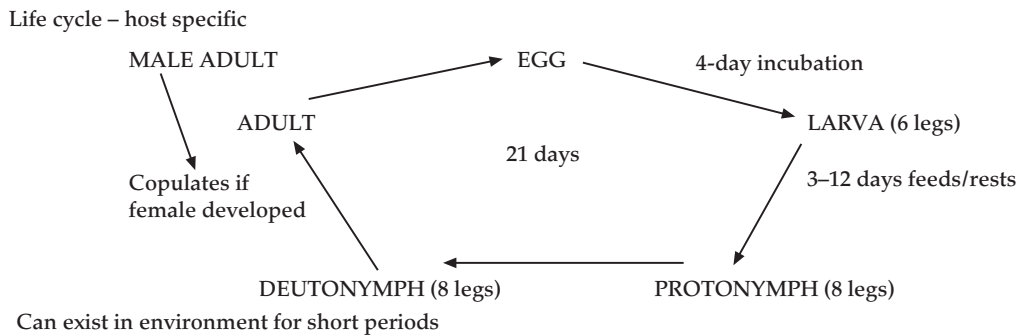 Life cycle – host specific
MALE ADULT
EGG
4-day incubation
ADULT
LARVA (6 legs)
21 days
3–12 days feeds/rests
Copulates if
female developed
DEUTONYMPH (8 legs)
PROTONYMPH (8 legs)
Can exist in environment for short periods